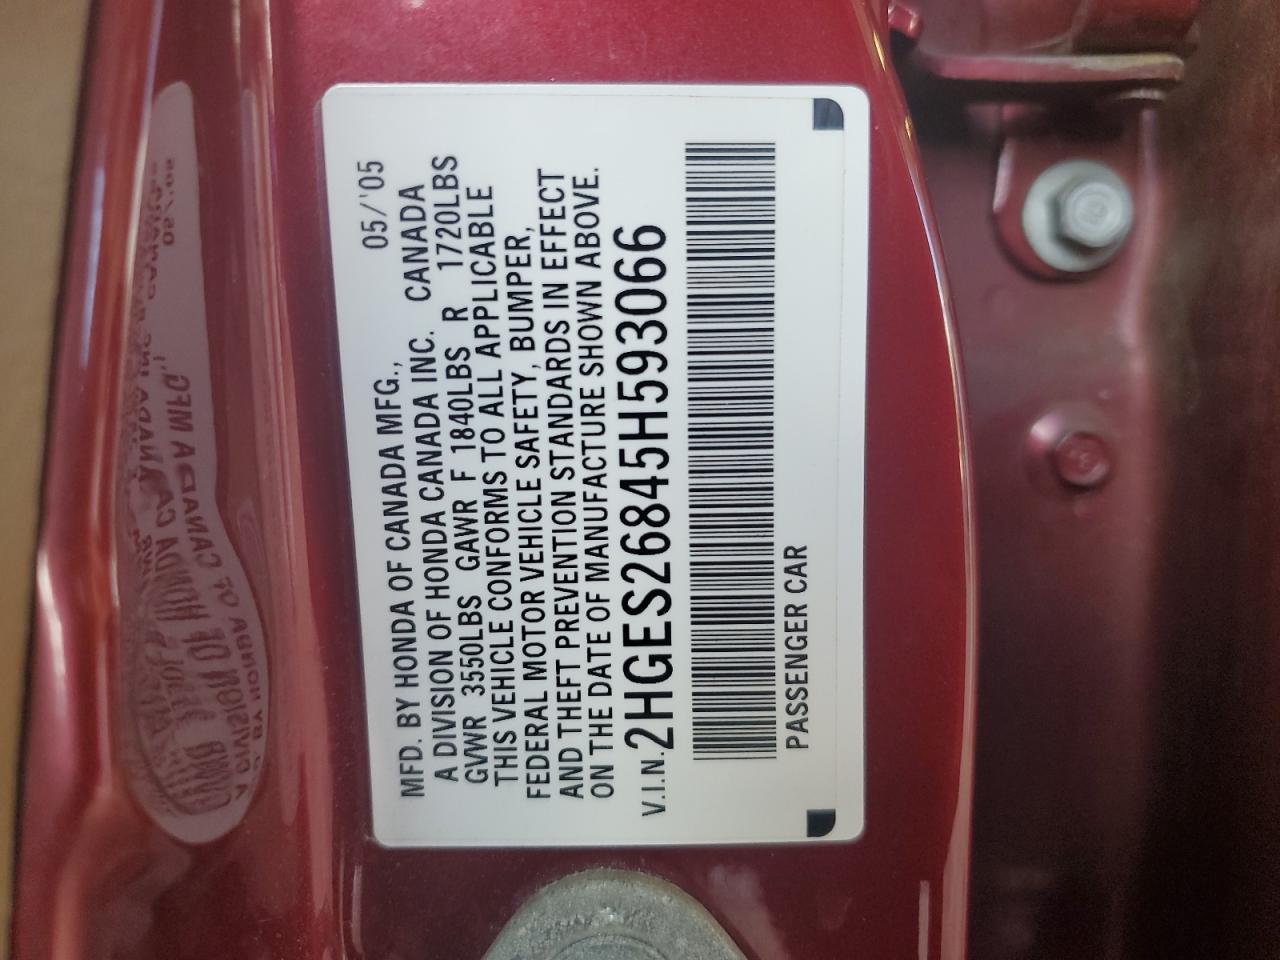 MFD. BY HONDA OF CANADA MFG., 05/'05
A DIVISION OF HONDA CANADA INC. CANADA
GVWR 3550LBS GAWR F 1840LBS R 1720LBS
THIS VEHICLE CONFORMS TO ALL APPLICABLE
FEDERAL MOTOR VEHICLE SAFETY, BUMPER,
AND THEFT PREVENTION STANDARDS IN EFFECT
ON THE DATE OF MANUFACTURE SHOWN ABOVE.
V.I.N. 2HGES26845H593066
PASSENGER CAR